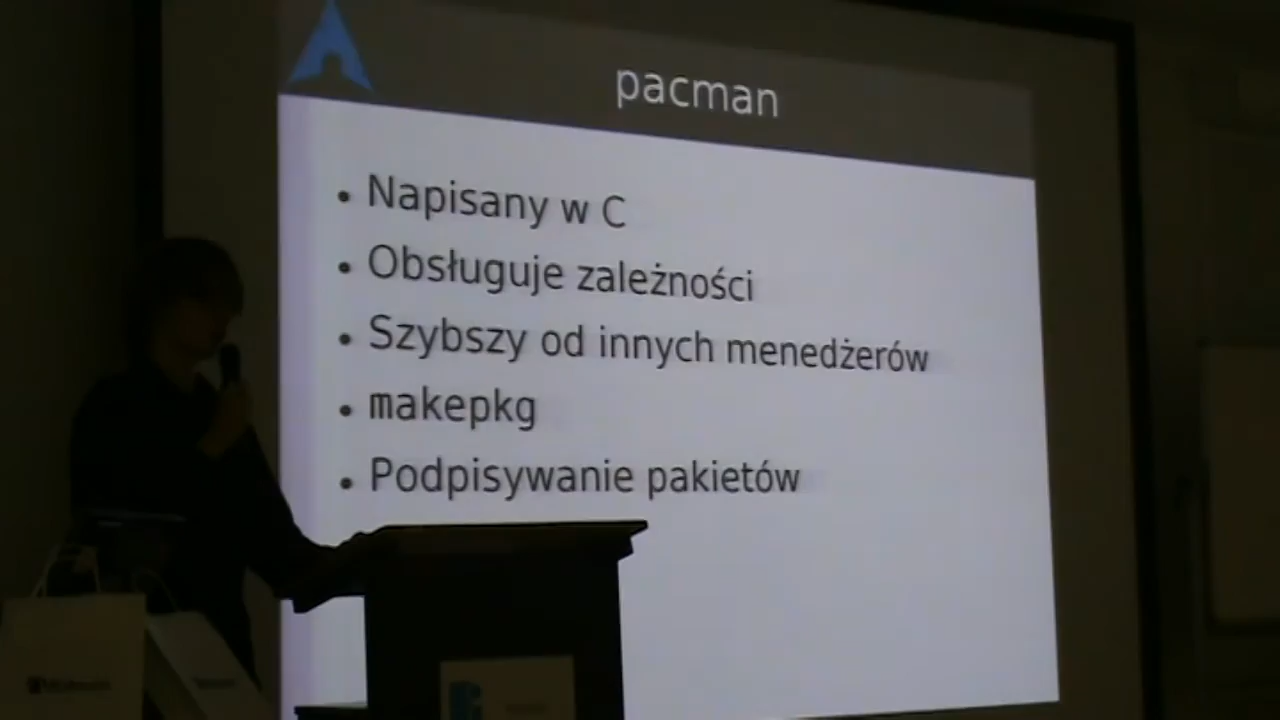 pacman
• Napisany w C
• Obsługuje zależności
• Szybszy od innych menedżerów
• makepkg
• Podpisywanie pakietów